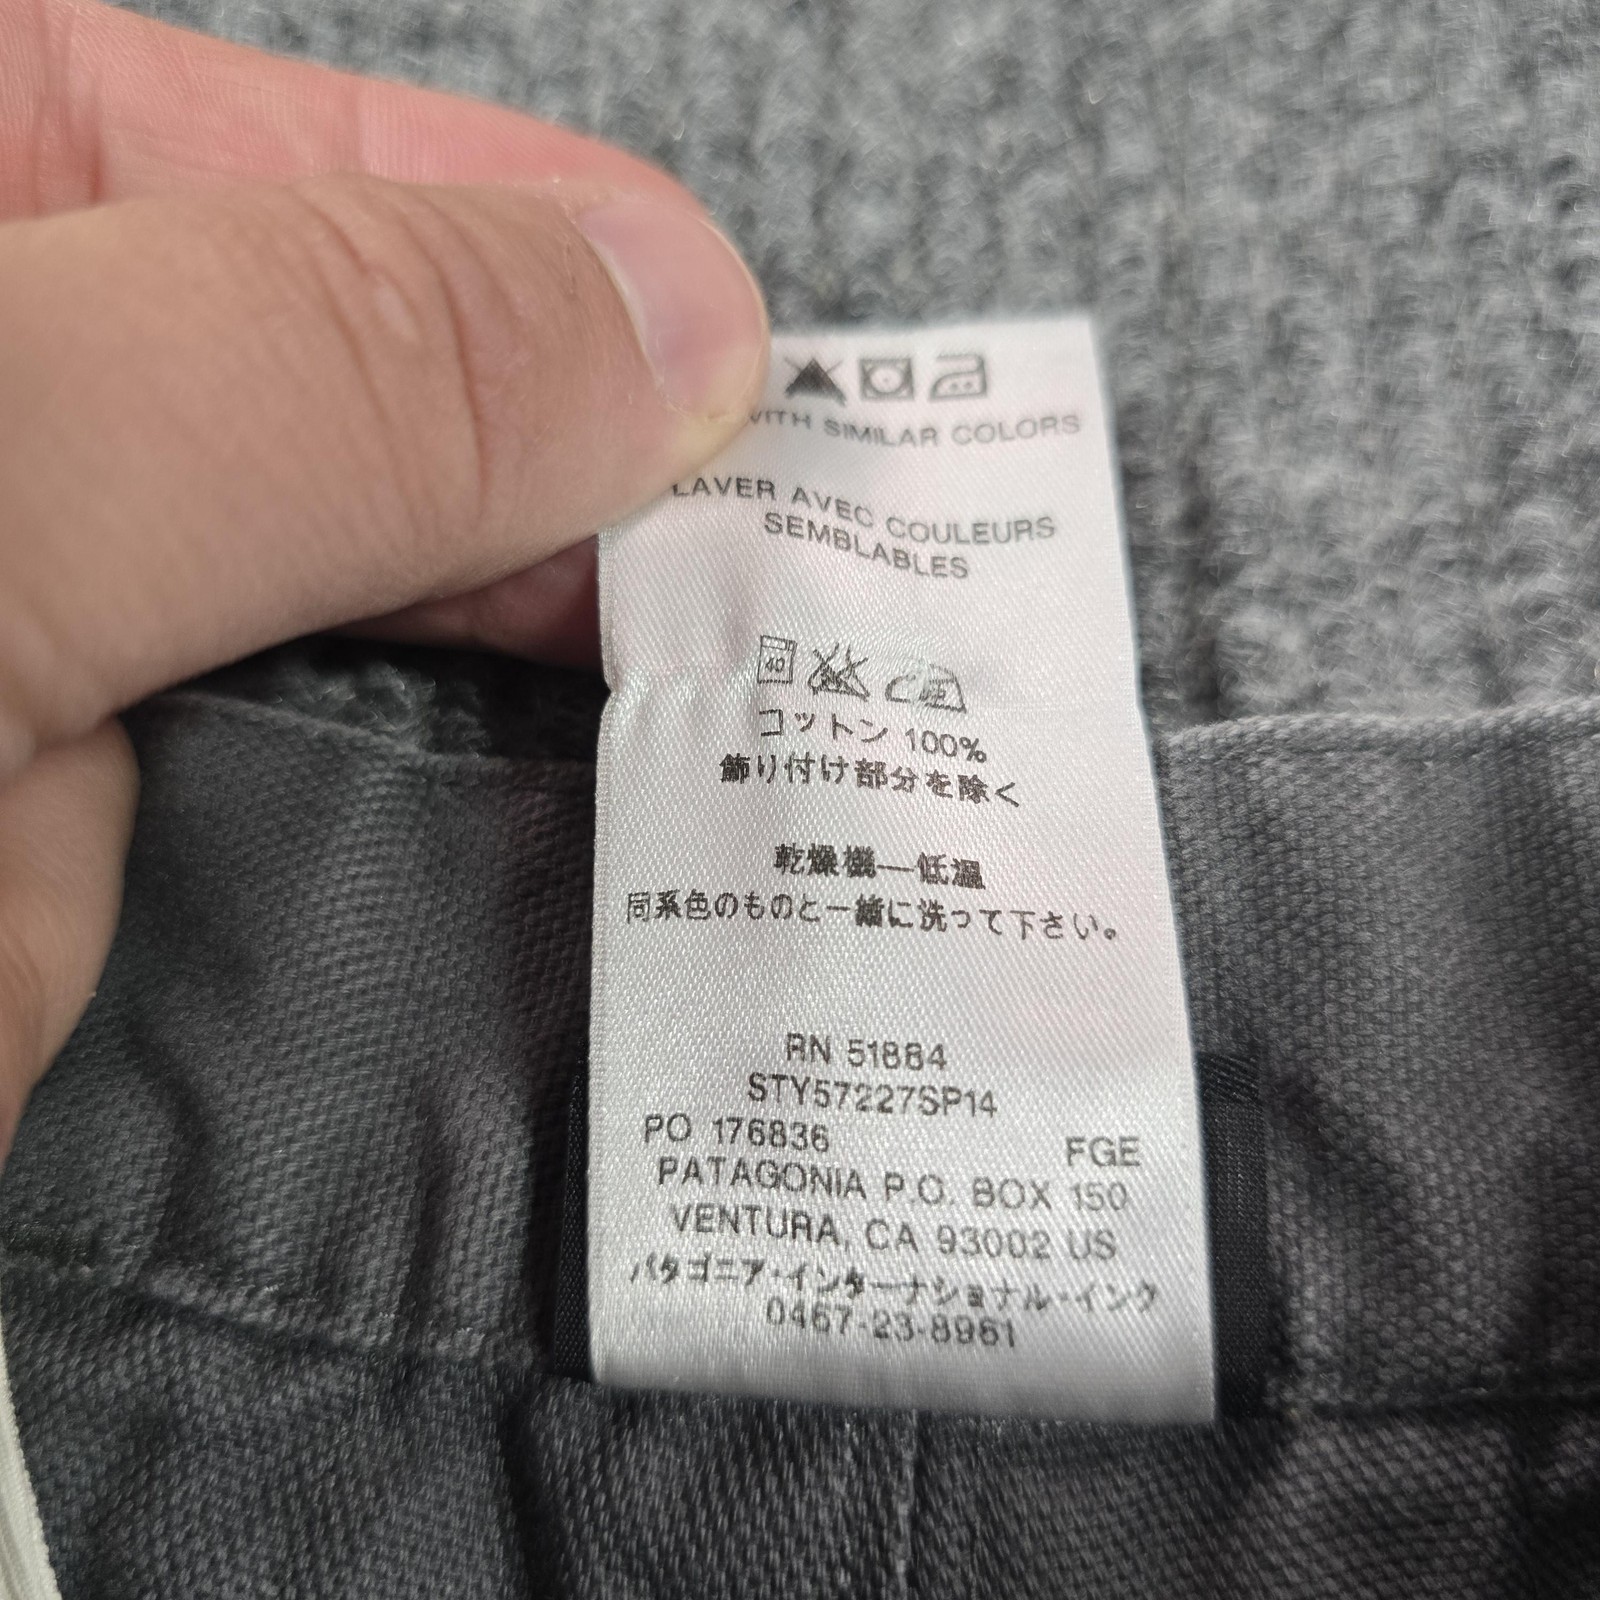 WITH SIMILAR COLORS
LAVER AVEC COULEURS
SEMBLABLES
40
コットン 100%
飾り付け部分を除く
乾燥機—低温
同系色のものと一緒に洗って下さい。
RN 51884
STY57227SP14
PO 176836 FGE
PATAGONIA P.O. BOX 150
VENTURA, CA 93002 US
パタゴニア・インターナショナル・インク
0467-23-8961